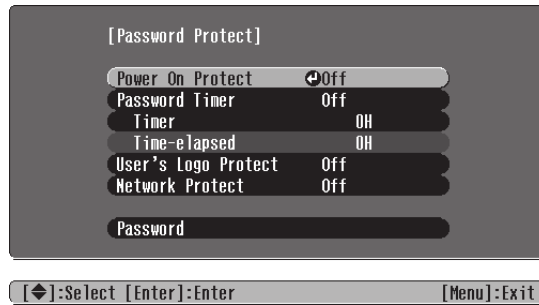 [Password Protect]
Power On Protect Off
Password Timer Off
Timer 0H
Time-elapsed 0H
User's Logo Protect Off
Network Protect Off
Password
[◆]:Select [Enter]:Enter [Menu]:Exit